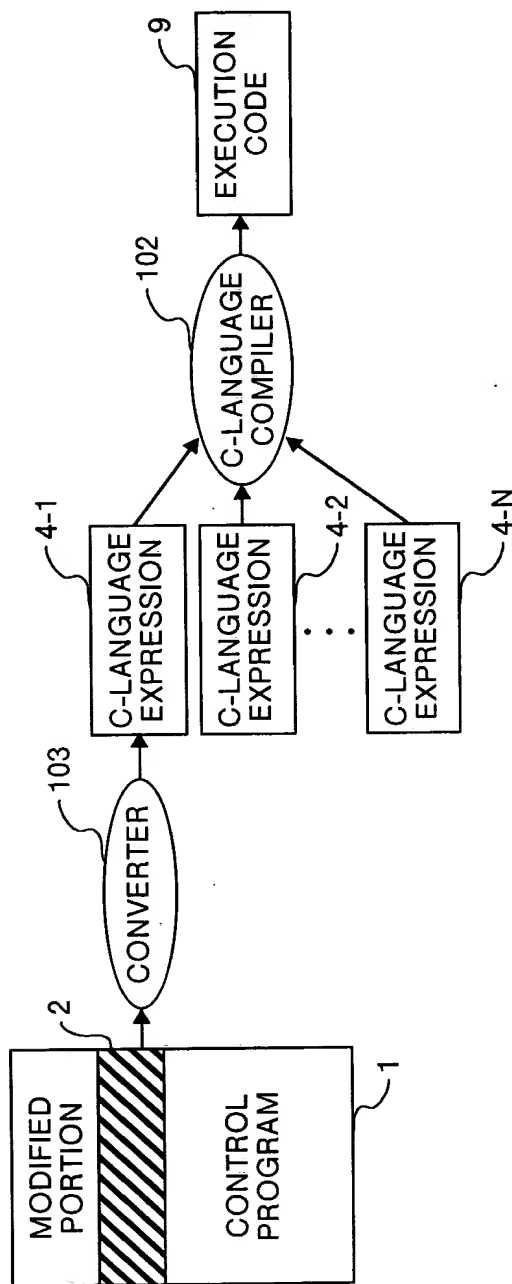 MODIFIED
PORTION
2
CONTROL
PROGRAM
1
CONVERTER
103
C-LANGUAGE
EXPRESSION
4-1
C-LANGUAGE
EXPRESSION
4-2
C-LANGUAGE
EXPRESSION
4-N
C-LANGUAGE
COMPILER
102
EXECUTION
CODE
9